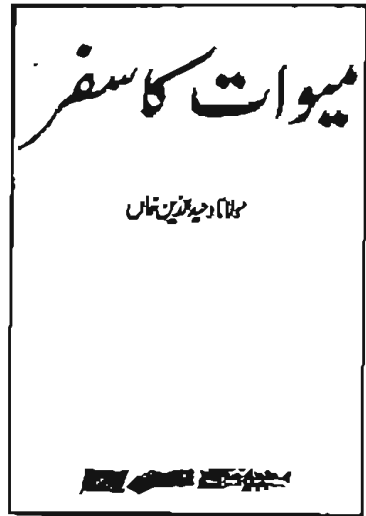 میوات کا سفر
مولانا وحید الدین خاں